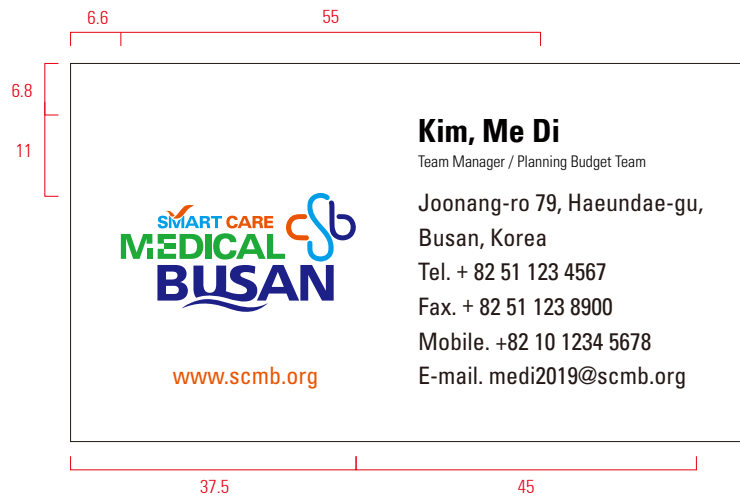 6.6
55
6.8
11
SMART CARE
MEDICAL
BUSAN
www.scmb.org
Kim, Me Di
Team Manager / Planning Budget Team
Joonang-ro 79, Haeundae-gu,
Busan, Korea
Tel. + 82 51 123 4567
Fax. + 82 51 123 8900
Mobile. +82 10 1234 5678
E-mail. medi2019@scmb.org
37.5
45